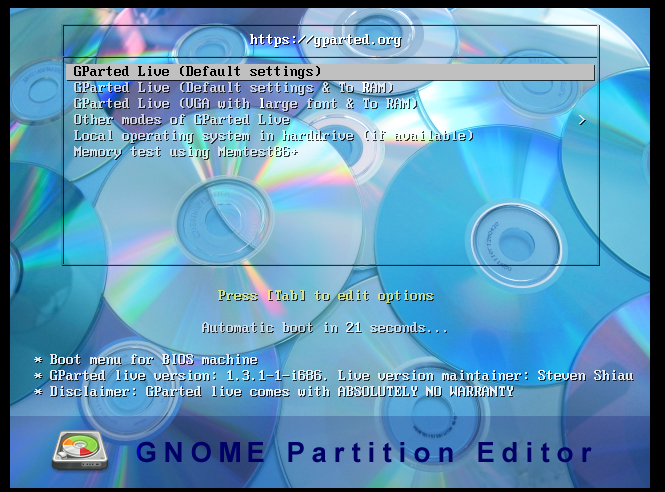 https://gparted.org
GParted Live (Default settings)
GParted Live (Default settings & To RAM)
GParted Live (VGA with large font & To RAM)
Other modes of GParted Live >
Local operating system in harddrive (if available)
Memory test using Memtest86+
Press [Tab] to edit options
Automatic boot in 21 seconds...
* Boot menu for BIOS machine
* GParted live version: 1.3.1-1-i686. Live version maintainer: Steven Shiau
* Disclaimer: GParted live comes with ABSOLUTELY NO WARRANTY
GNOME Partition Editor